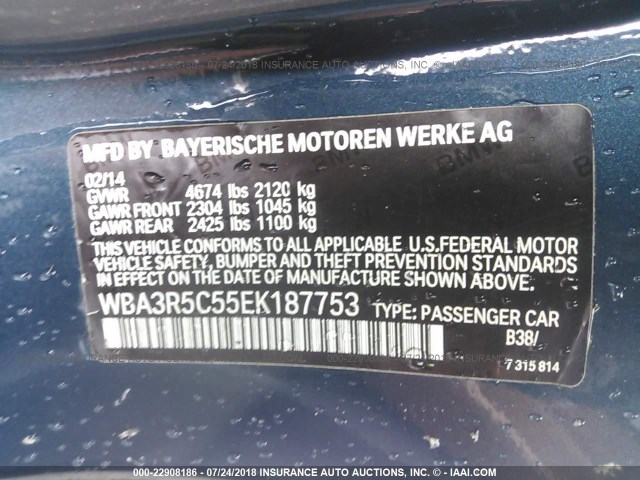 MFD BY BAYERISCHE MOTOREN WERKE AG
02/14
GVWR 4674 lbs 2120 kg
GAWR FRONT 2304 lbs 1045 kg
GAWR REAR 2425 lbs 1100 kg
THIS VEHICLE CONFORMS TO ALL APPLICABLE U.S.FEDERAL MOTOR
VEHICLE SAFETY, BUMPER AND THEFT PREVENTION STANDARDS
IN EFFECT ON THE DATE OF MANUFACTURE SHOWN ABOVE.
WBA3R5C55EK187753 TYPE: PASSENGER CAR
B38/
7 315 814
000-22908186 - 07/24/2018 INSURANCE AUTO AUCTIONS, INC. - © - IAAI.COM